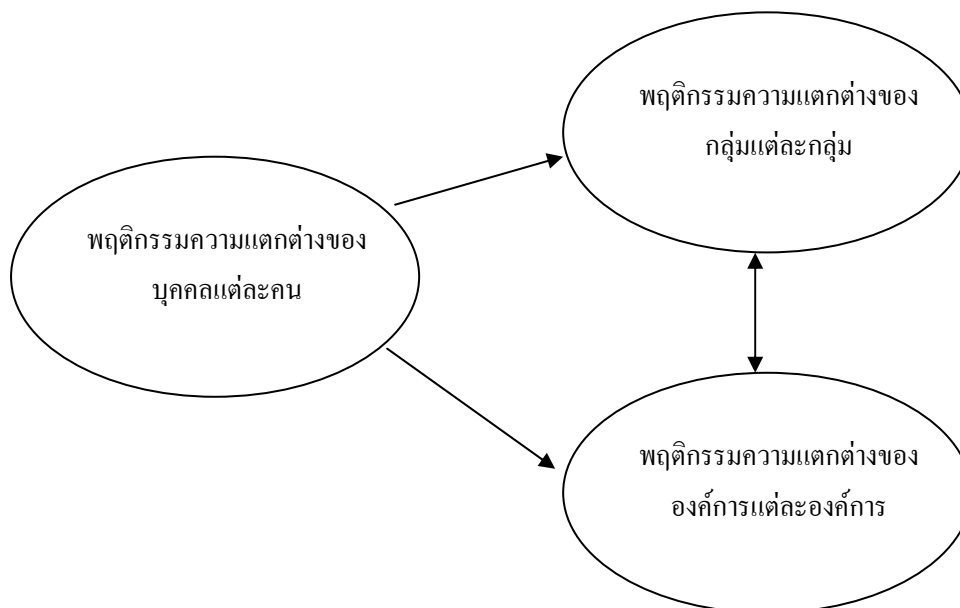 พฤติกรรมความแตกต่างของ
กลุ่มแต่ละกลุ่ม
พฤติกรรมความแตกต่างของ
บุคคลแต่ละคน
พฤติกรรมความแตกต่างของ
องค์การแต่ละองค์การ